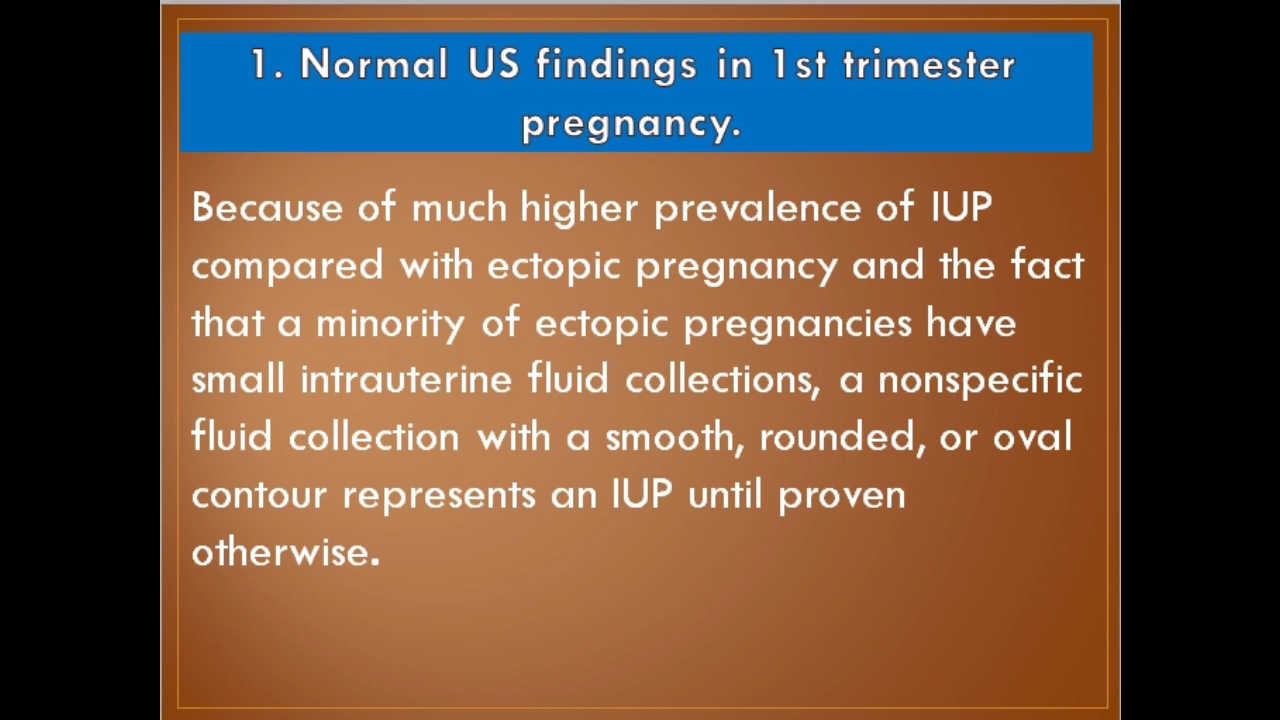 1. Normal US findings in 1st trimester
pregnancy.
Because of much higher prevalence of IUP
compared with ectopic pregnancy and the fact
that a minority of ectopic pregnancies have
small intrauterine fluid collections, a nonspecific
fluid collection with a smooth, rounded, or oval
contour represents an IUP until proven
otherwise.